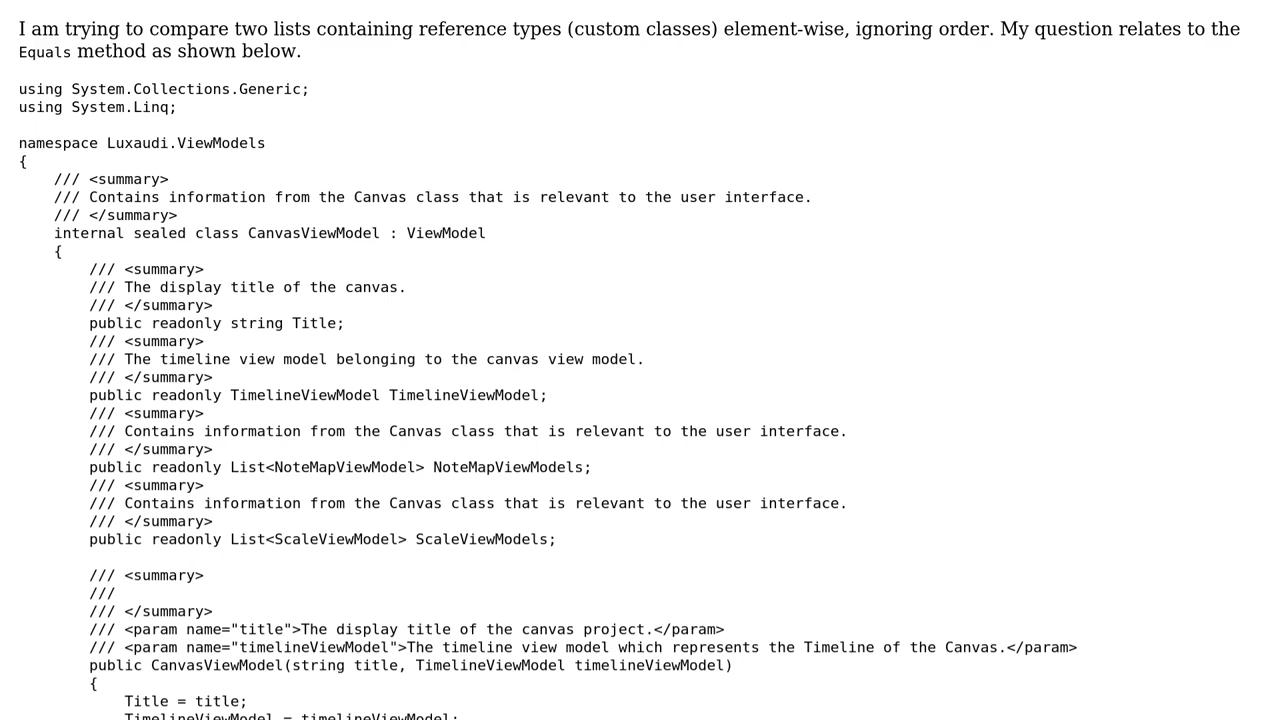 I am trying to compare two lists containing reference types (custom classes) element-wise, ignoring order. My question relates to the
Equals method as shown below.
using System.Collections.Generic;
using System.Linq;
namespace Luxaudi.ViewModels
{
    /// <summary>
    /// Contains information from the Canvas class that is relevant to the user interface.
    /// </summary>
    internal sealed class CanvasViewModel : ViewModel
    {
        /// <summary>
        /// The display title of the canvas.
        /// </summary>
        public readonly string Title;
        /// <summary>
        /// The timeline view model belonging to the canvas view model.
        /// </summary>
        public readonly TimelineViewModel TimelineViewModel;
        /// <summary>
        /// Contains information from the Canvas class that is relevant to the user interface.
        /// </summary>
        public readonly List<NoteMapViewModel> NoteMapViewModels;
        /// <summary>
        /// Contains information from the Canvas class that is relevant to the user interface.
        /// </summary>
        public readonly List<ScaleViewModel> ScaleViewModels;
        /// <summary>
        ///
        /// </summary>
        /// <param name="title">The display title of the canvas project.</param>
        /// <param name="timelineViewModel">The timeline view model which represents the Timeline of the Canvas.</param>
        public CanvasViewModel(string title, TimelineViewModel timelineViewModel)
        {
            Title = title;
            TimelineViewModel = timelineViewModel;